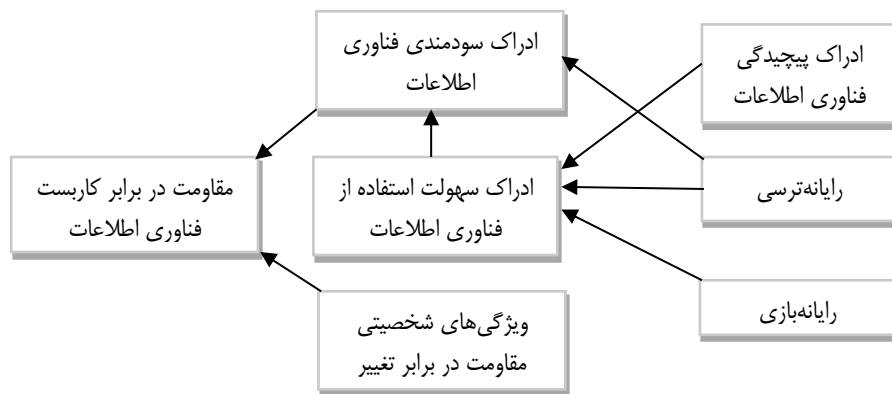 ادراک پیچیدگی
فناوری اطلاعات
ادراک سودمندی فناوری
اطلاعات
رایانه‌ترسی
ادراک سهولت استفاده از
فناوری اطلاعات
مقاومت در برابر کاربست
فناوری اطلاعات
رایانه‌بازی
ویژگی‌های شخصیتی
مقاومت در برابر تغییر